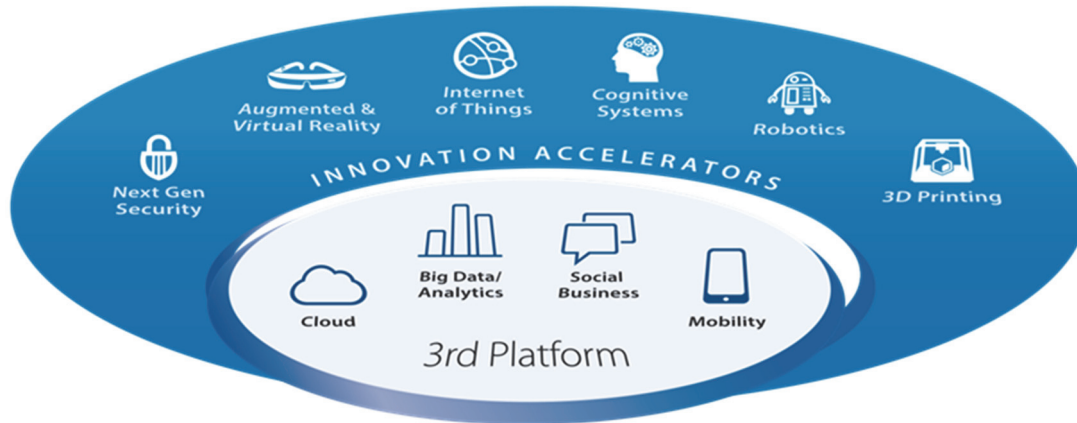 Next Gen
Security
Augmented &
Virtual Reality
Internet
of Things
Cognitive
Systems
Robotics
3D Printing
INNOVATION ACCELERATORS
Cloud
Big Data/
Analytics
Social
Business
Mobility
3rd Platform